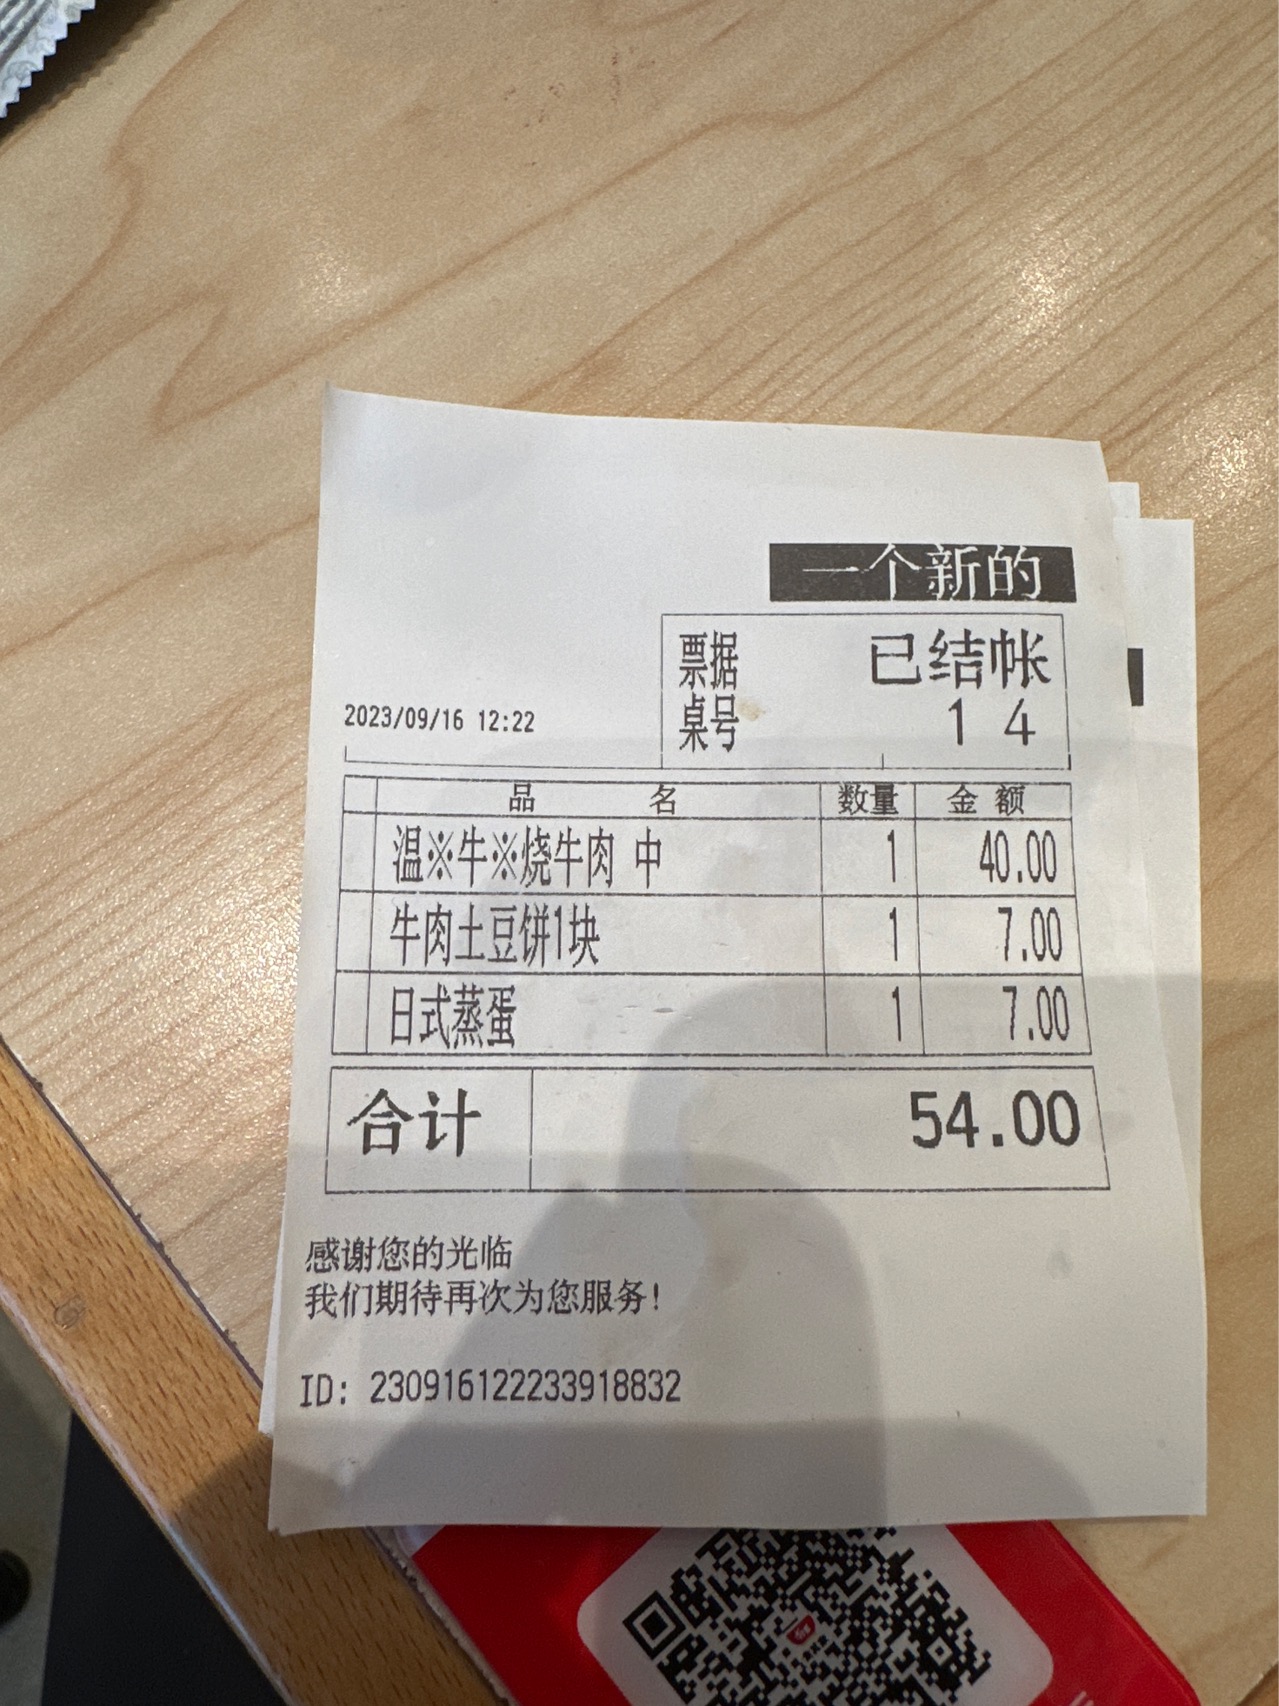 一个新的
票据 已结帐
2023/09/16 12:22 桌号 14
品 名 数量 金 额
温※牛※烧牛肉 中 1 40.00
牛肉土豆饼1块 1 7.00
日式蒸蛋 1 7.00
合计 54.00
感谢您的光临
我们期待再次为您服务!
ID: 230916122233918832